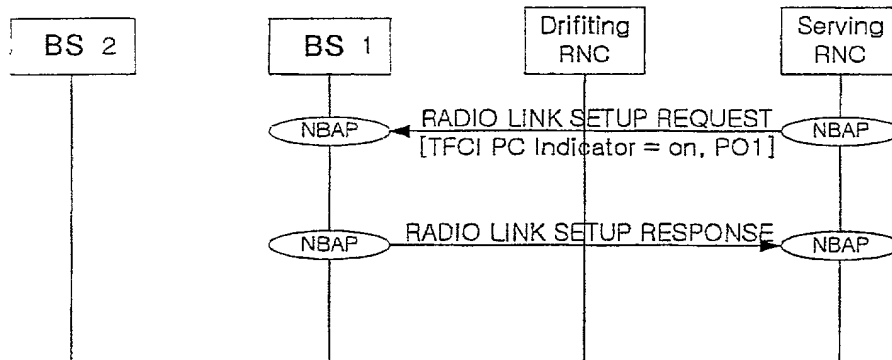 BS 2
BS 1
Drifiting
RNC
Serving
RNC
NBAP
RADIO LINK SETUP REQUEST
NBAP
[TFCI PC Indicator = on, PO1]
NBAP
RADIO LINK SETUP RESPONSE
NBAP